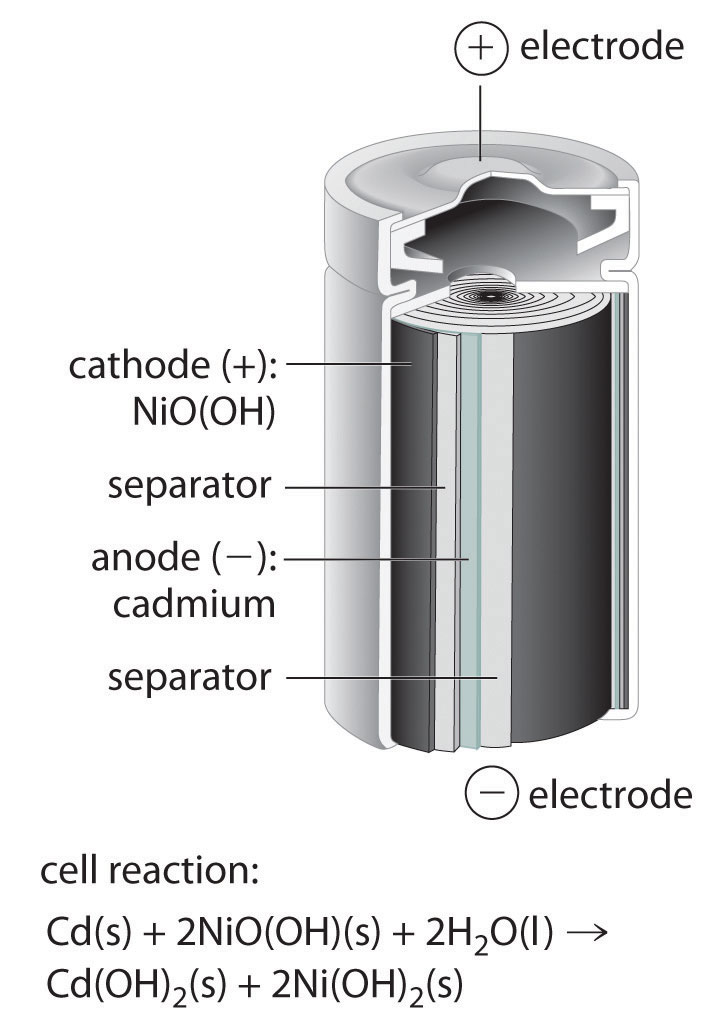 + electrode
cathode (+):
NiO(OH)
separator
anode (−):
cadmium
separator
− electrode
cell reaction:
Cd(s) + 2NiO(OH)(s) + 2H₂O(l) →
Cd(OH)₂(s) + 2Ni(OH)₂(s)